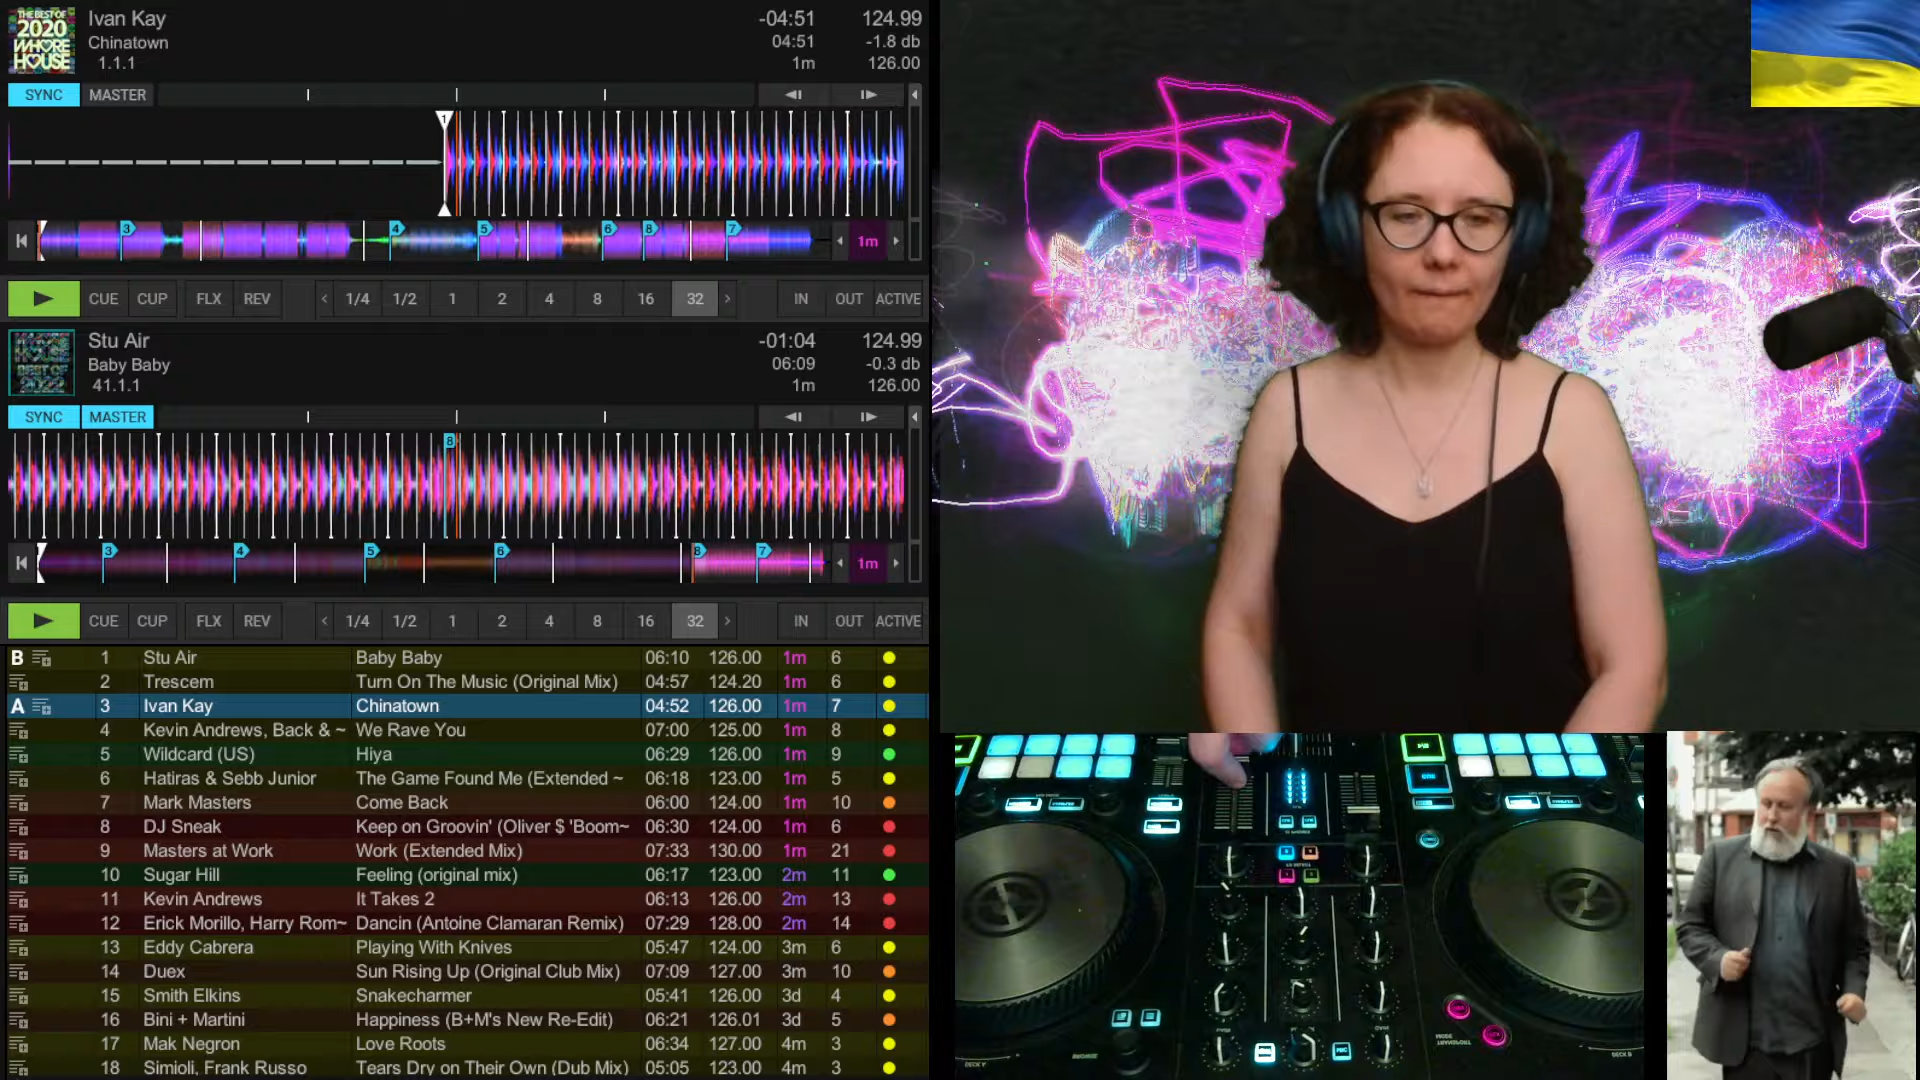 THE BEST OF
2020
WHORE
HOUSE
Ivan Kay -04:51 124.99
Chinatown 04:51 -1.8 db
1.1.1 1m 126.00
SYNC MASTER
1
3 4 5 6 8 7 1m
CUE CUP FLX REV 1/4 1/2 1 2 4 8 16 32 IN OUT ACTIVE
Stu Air -01:04 124.99
Baby Baby 06:09 -0.3 db
41.1.1 1m 126.00
SYNC MASTER
8
3 4 5 6 8 7 1m
CUE CUP FLX REV 1/4 1/2 1 2 4 8 16 32 IN OUT ACTIVE
B 1 Stu Air Baby Baby 06:10 126.00 1m 6
2 Trescem Turn On The Music (Original Mix) 04:57 124.20 1m 6
A 3 Ivan Kay Chinatown 04:52 126.00 1m 7
4 Kevin Andrews, Back & ~ We Rave You 07:00 125.00 1m 8
5 Wildcard (US) Hiya 06:29 126.00 1m 9
6 Hatiras & Sebb Junior The Game Found Me (Extended ~ 06:18 123.00 1m 5
7 Mark Masters Come Back 06:00 124.00 1m 10
8 DJ Sneak Keep on Groovin' (Oliver $ 'Boom~ 06:30 124.00 1m 6
9 Masters at Work Work (Extended Mix) 07:33 130.00 1m 21
10 Sugar Hill Feeling (original mix) 06:17 123.00 2m 11
11 Kevin Andrews It Takes 2 06:13 126.00 2m 13
12 Erick Morillo, Harry Rom~ Dancin (Antoine Clamaran Remix) 07:29 128.00 2m 14
13 Eddy Cabrera Playing With Knives 05:47 124.00 3m 6
14 Duex Sun Rising Up (Original Club Mix) 07:09 127.00 3m 10
15 Smith Elkins Snakecharmer 05:41 126.00 3d 4
16 Bini + Martini Happiness (B+M's New Re-Edit) 06:21 126.01 3d 5
17 Mak Negron Love Roots 06:34 127.00 4m 3
18 Simioli, Frank Russo Tears Dry on Their Own (Dub Mix) 05:05 123.00 4m 3